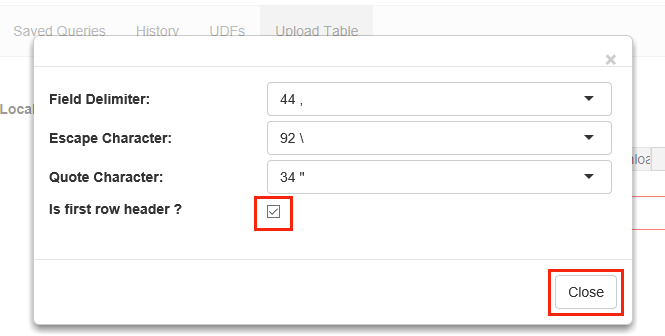 Saved Queries History UDFs Upload Table
×
Local
Field Delimiter: 44 ,
Escape Character: 92 \
Quote Character: 34 "
Is first row header ?
Close